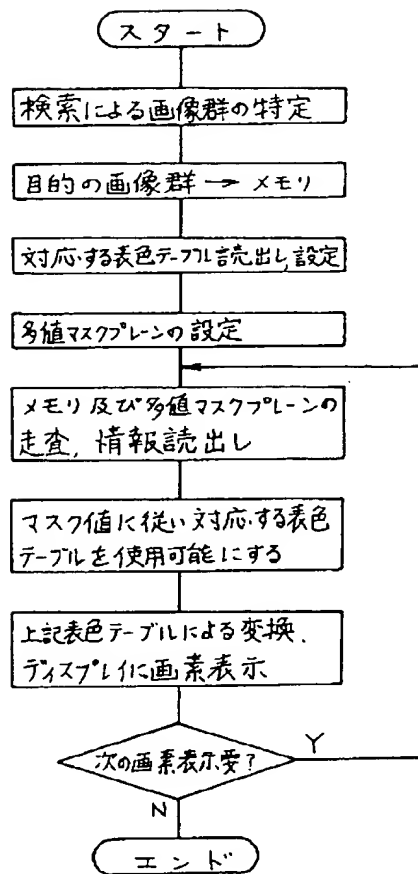 スタート
検索による画像群の特定
目的の画像群 → メモリ
対応する表色テーブル読出し,設定
多値マスクプレーンの設定
メモリ及び多値マスクプレーンの
走査,情報読出し
マスク値に従い対応する表色
テーブルを使用可能にする
上記表色テーブルによる変換、
ディスプレイに画素表示
次の画素表示要?
Y
N
エンド